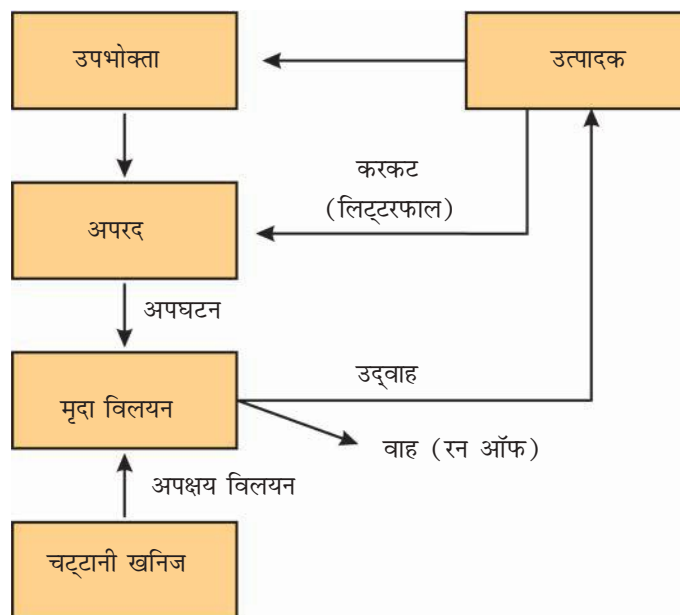 उपभोक्ता
उत्पादक
करकट
(लिट्टरफाल)
अपरद
अपघटन
मृदा विलयन
उद्वाह
वाह (रन ऑफ)
अपक्षय विलयन
चट्टानी खनिज